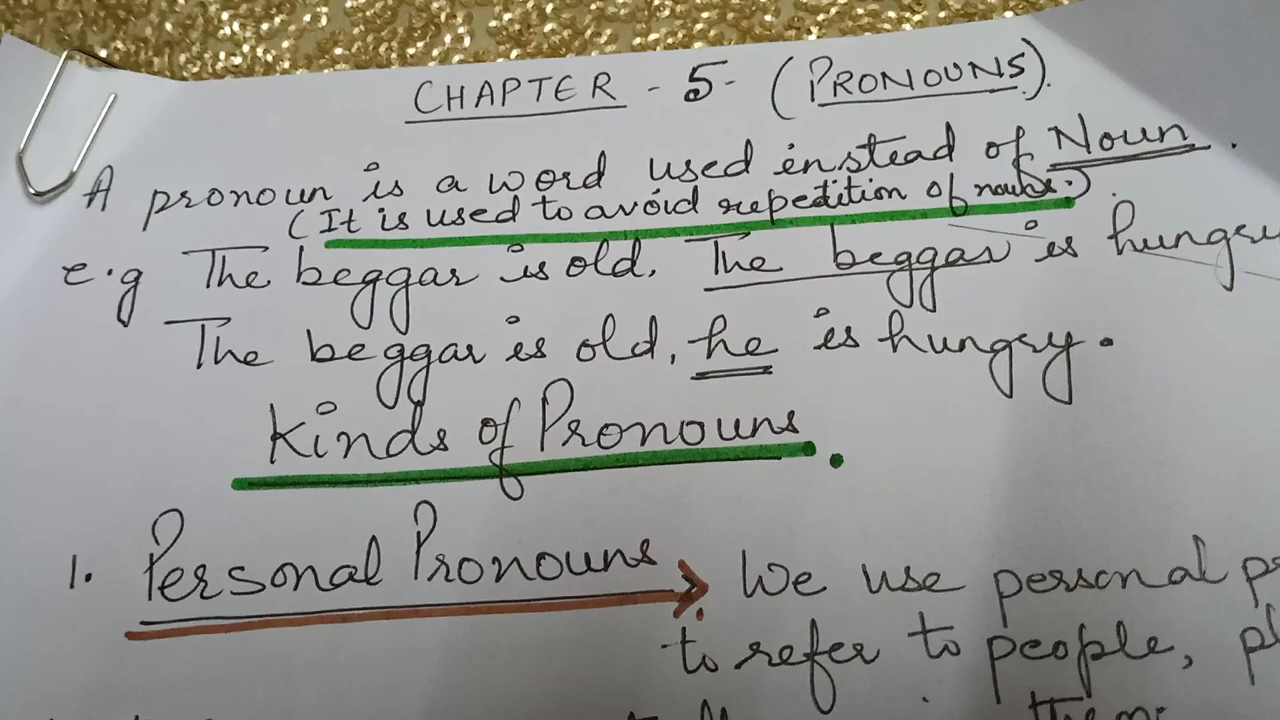 CHAPTER - 5- (PRONOUNS).
A pronoun is a word used instead of Noun.
(It is used to avoid repedition of nouns.).
e.g The beggar is old. The beggar is hungry
The beggar is old, he is hungry.
Kinds of Pronouns.
1. Personal Pronouns → We use personal
to refer to people,